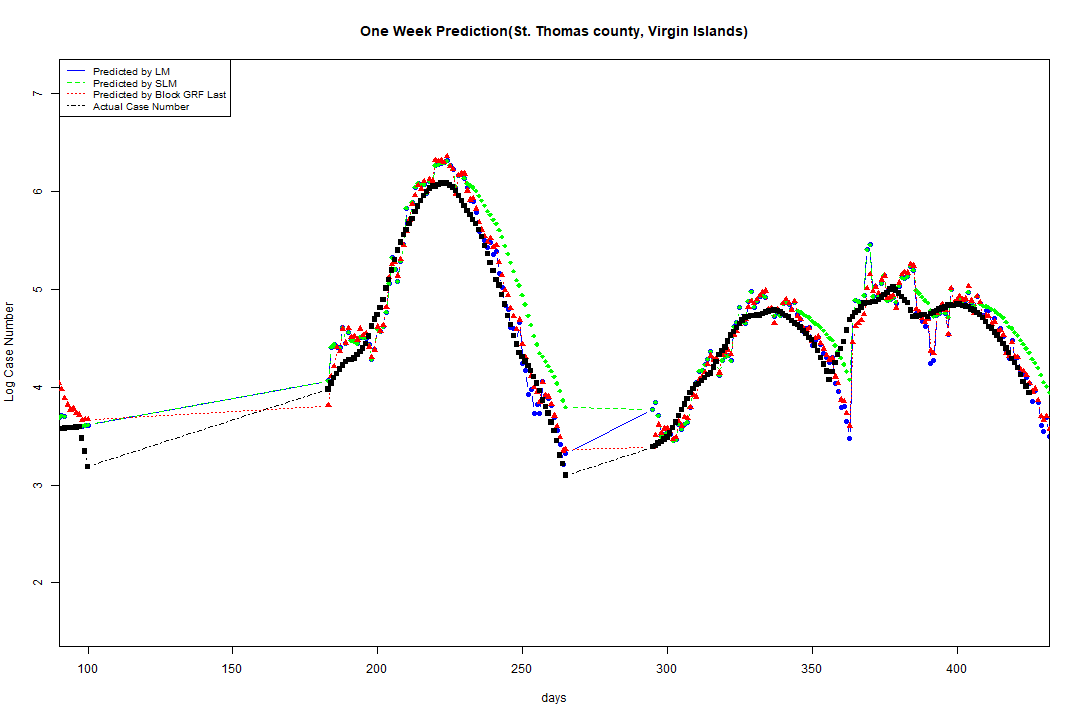 One Week Prediction(St. Thomas county, Virgin Islands)
Predicted by LM
Predicted by SLM
Predicted by Block GRF Last
Actual Case Number
7
6
5
4
3
2
Log Case Number
100 150 200 250 300 350 400
days